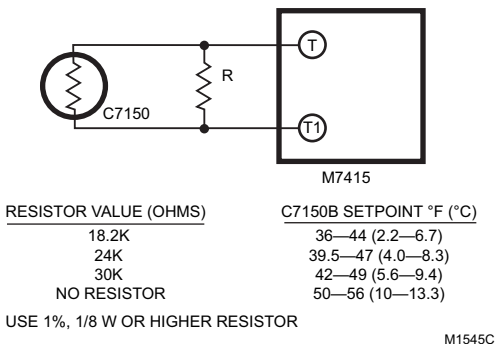 T
R
C7150
T1
M7415
RESISTOR VALUE (OHMS) C7150B SETPOINT °F (°C)
18.2K 36—44 (2.2—6.7)
24K 39.5—47 (4.0—8.3)
30K 42—49 (5.6—9.4)
NO RESISTOR 50—56 (10—13.3)
USE 1%, 1/8 W OR HIGHER RESISTOR
M1545C